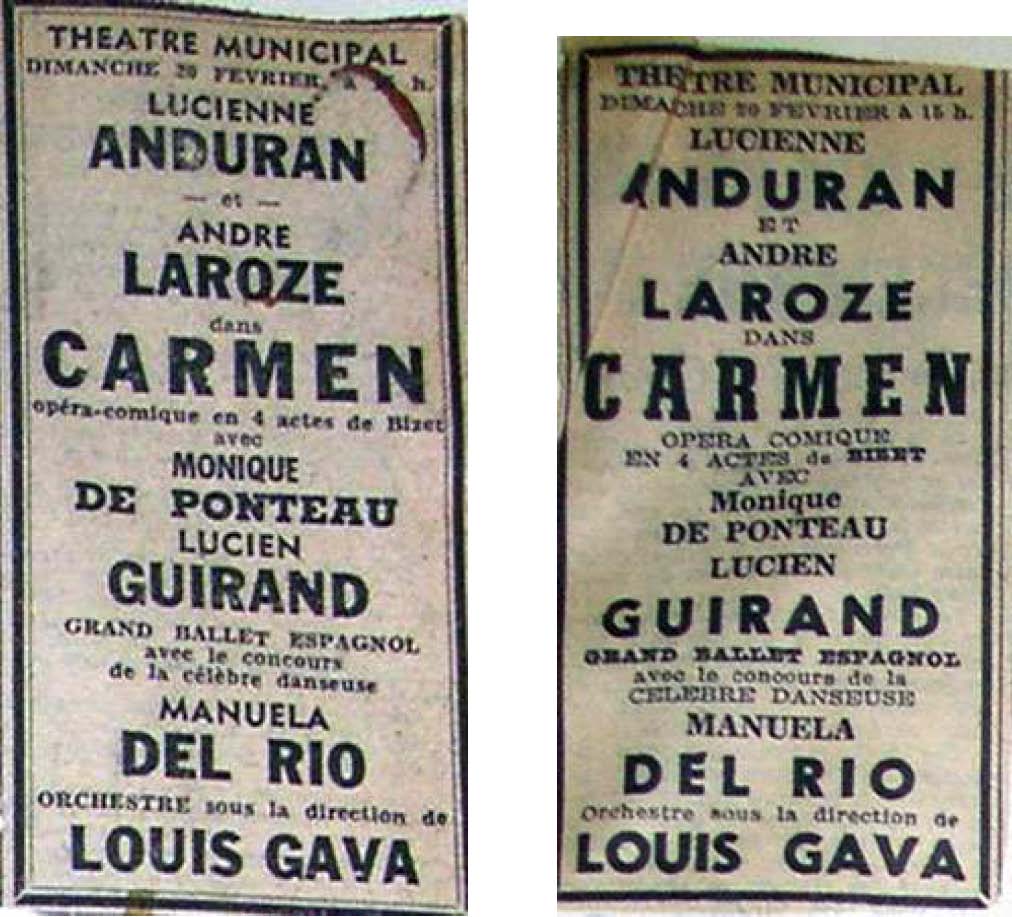 THEATRE MUNICIPAL
DIMANCHE 20 FEVRIER, à h.
LUCIENNE
ANDURAN
— et —
ANDRE
LAROZE
dans
CARMEN
opéra-comique en 4 actes de Bizet
avec
MONIQUE
DE PONTEAU
LUCIEN
GUIRAND
GRAND BALLET ESPAGNOL
avec le concours
de la célèbre danseuse
MANUELA
DEL RIO
ORCHESTRE sous la direction de
LOUIS GAVA
THETRE MUNICIPAL
DIMACHE 20 FEVRIER à 15 h.
LUCIENNE
ANDURAN
ET
ANDRE
LAROZE
DANS
CARMEN
OPERA COMIQUE
EN 4 ACTES de BIZET
AVEC
Monique
DE PONTEAU
LUCIEN
GUIRAND
GRAND BALLET ESPAGNOL
avec le concours de la
CELEBRE DANSEUSE
MANUELA
DEL RIO
Orchestre sous la direction de
LOUIS GAVA